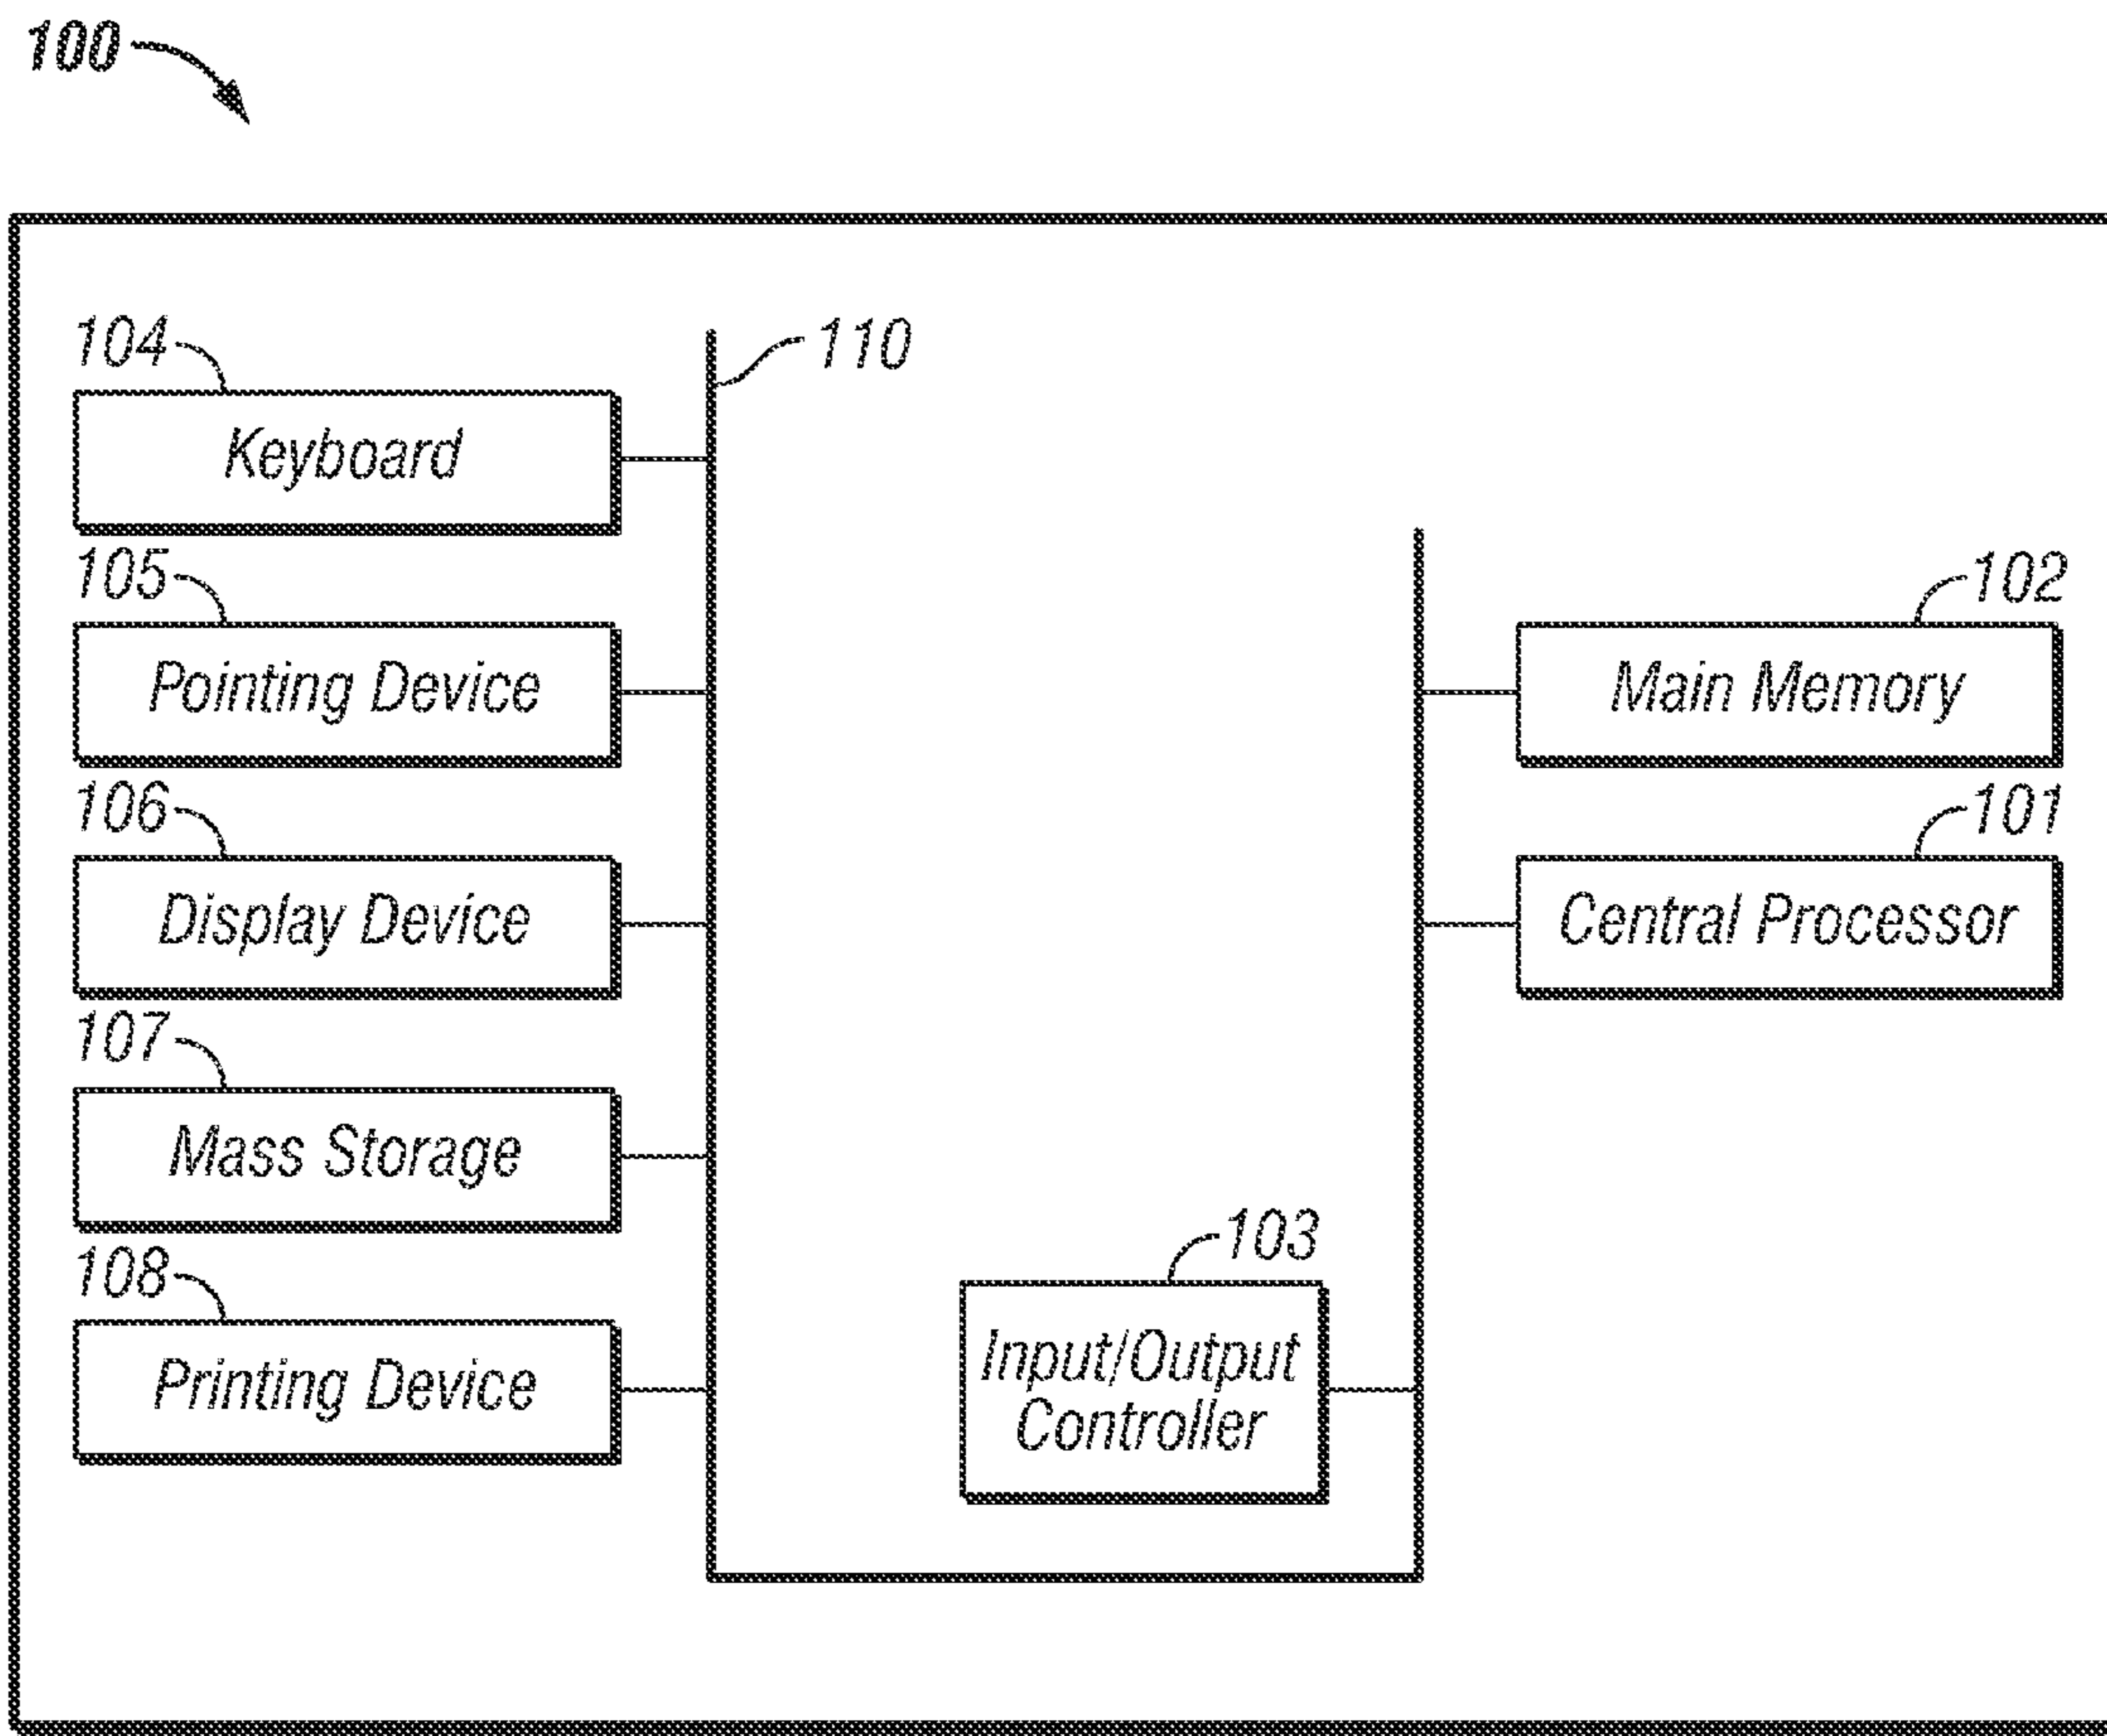 100
104
110
Keyboard
105
102
Pointing Device
Main Memory
106
101
Display Device
Central Processor
107
Mass Storage
103
108
Input/Output
Controller
Printing Device